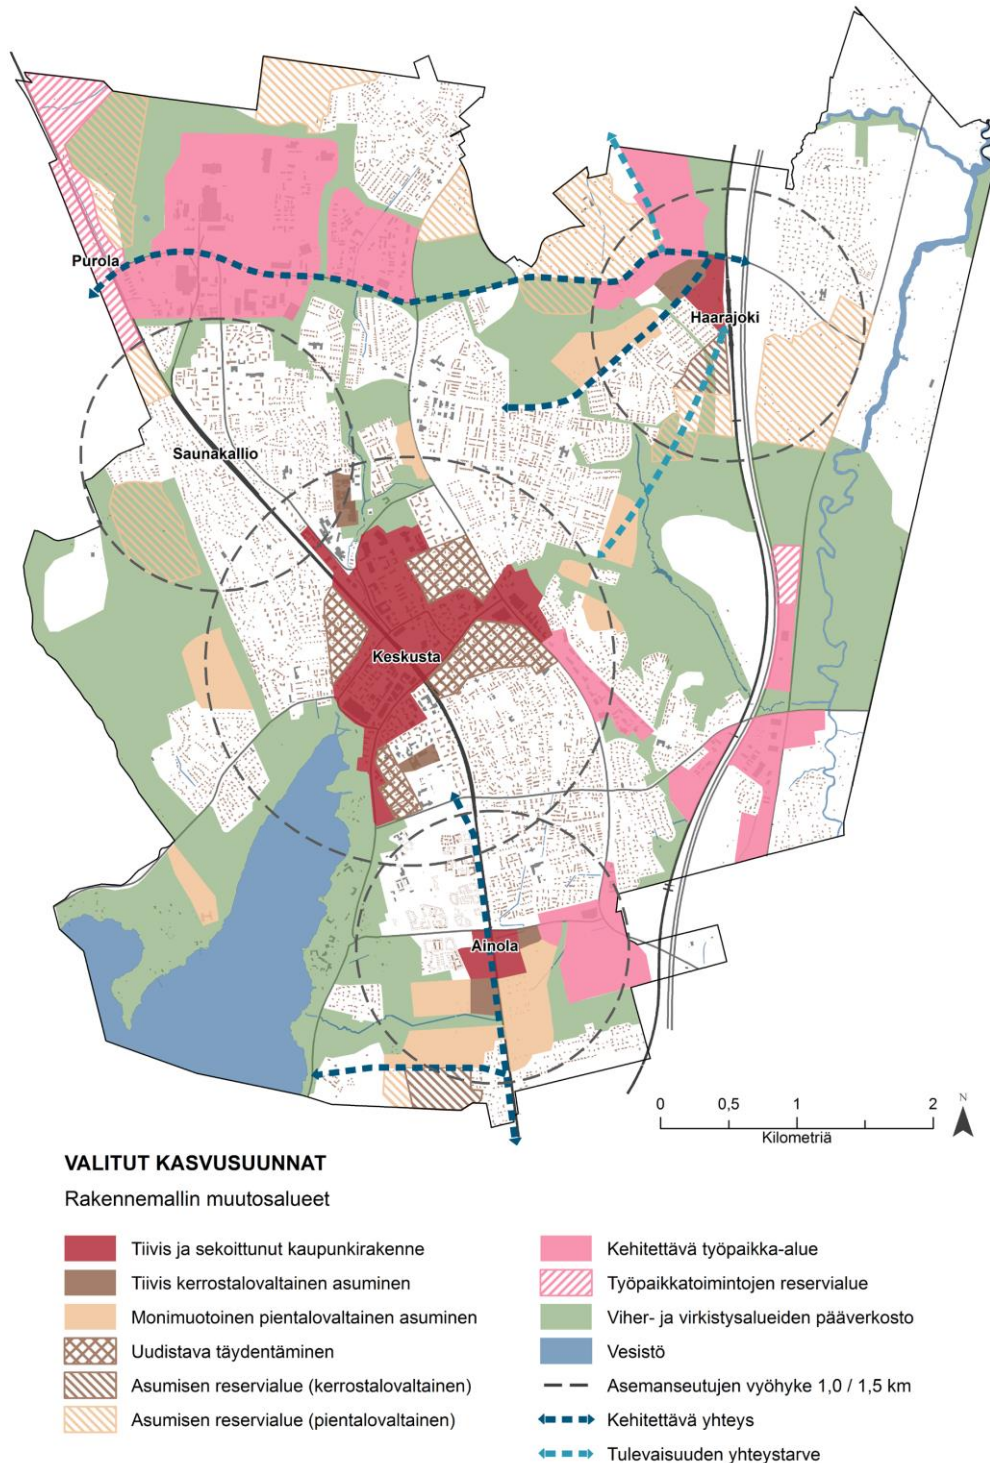 Purola
Haarajoki
Saunakallio
Keskusta
Ainola
0 0,5 1 2
Kilometriä
N
VALITUT KASVUSUUNNAT
Rakennemallin muutosalueet
Tiivis ja sekoittunut kaupunkirakenne
Tiivis kerrostalovaltainen asuminen
Monimuotoinen pientalovaltainen asuminen
Uudistava täydentäminen
Asumisen reservialue (kerrostalovaltainen)
Asumisen reservialue (pientalovaltainen)
Kehitettävä työpaikka-alue
Työpaikkatoimintojen reservialue
Viher- ja virkistysalueiden pääverkosto
Vesistö
Asemanseutujen vyöhyke 1,0 / 1,5 km
Kehitettävä yhteys
Tulevaisuuden yhteystarve